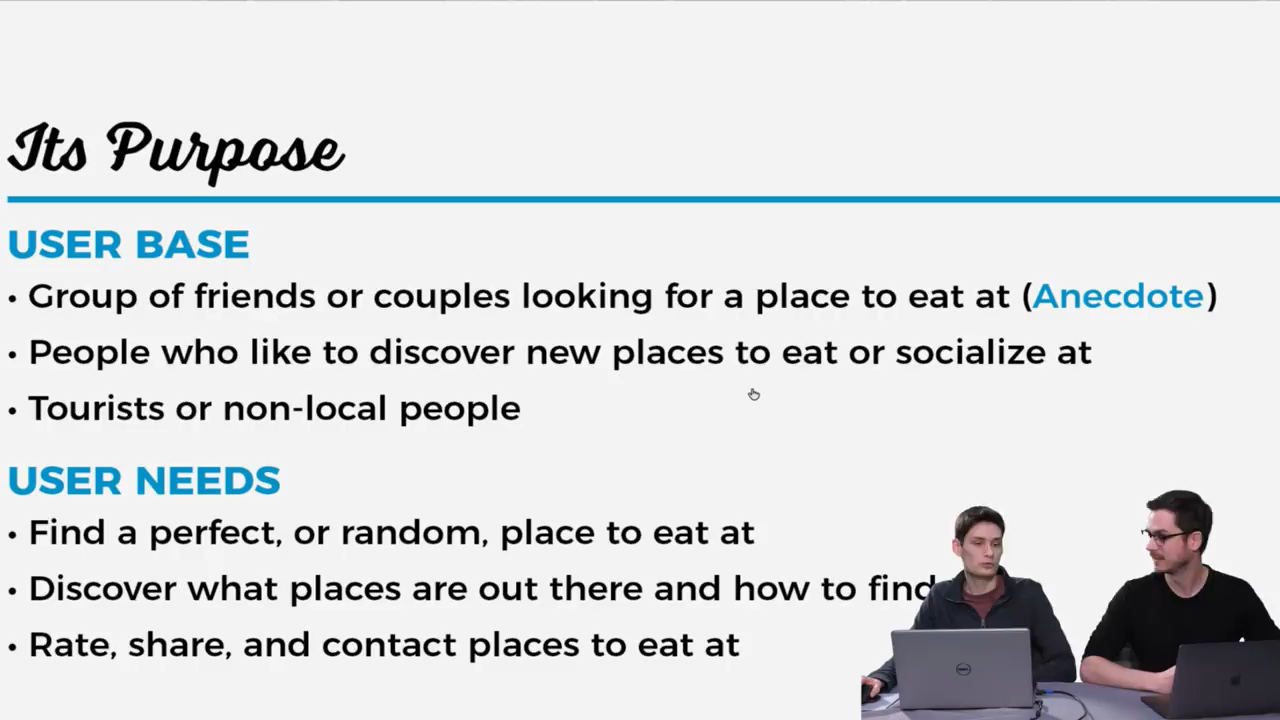 Its Purpose
USER BASE
• Group of friends or couples looking for a place to eat at (Anecdote)
• People who like to discover new places to eat or socialize at
• Tourists or non-local people
USER NEEDS
• Find a perfect, or random, place to eat at
• Discover what places are out there and how to find
• Rate, share, and contact places to eat at
DELL